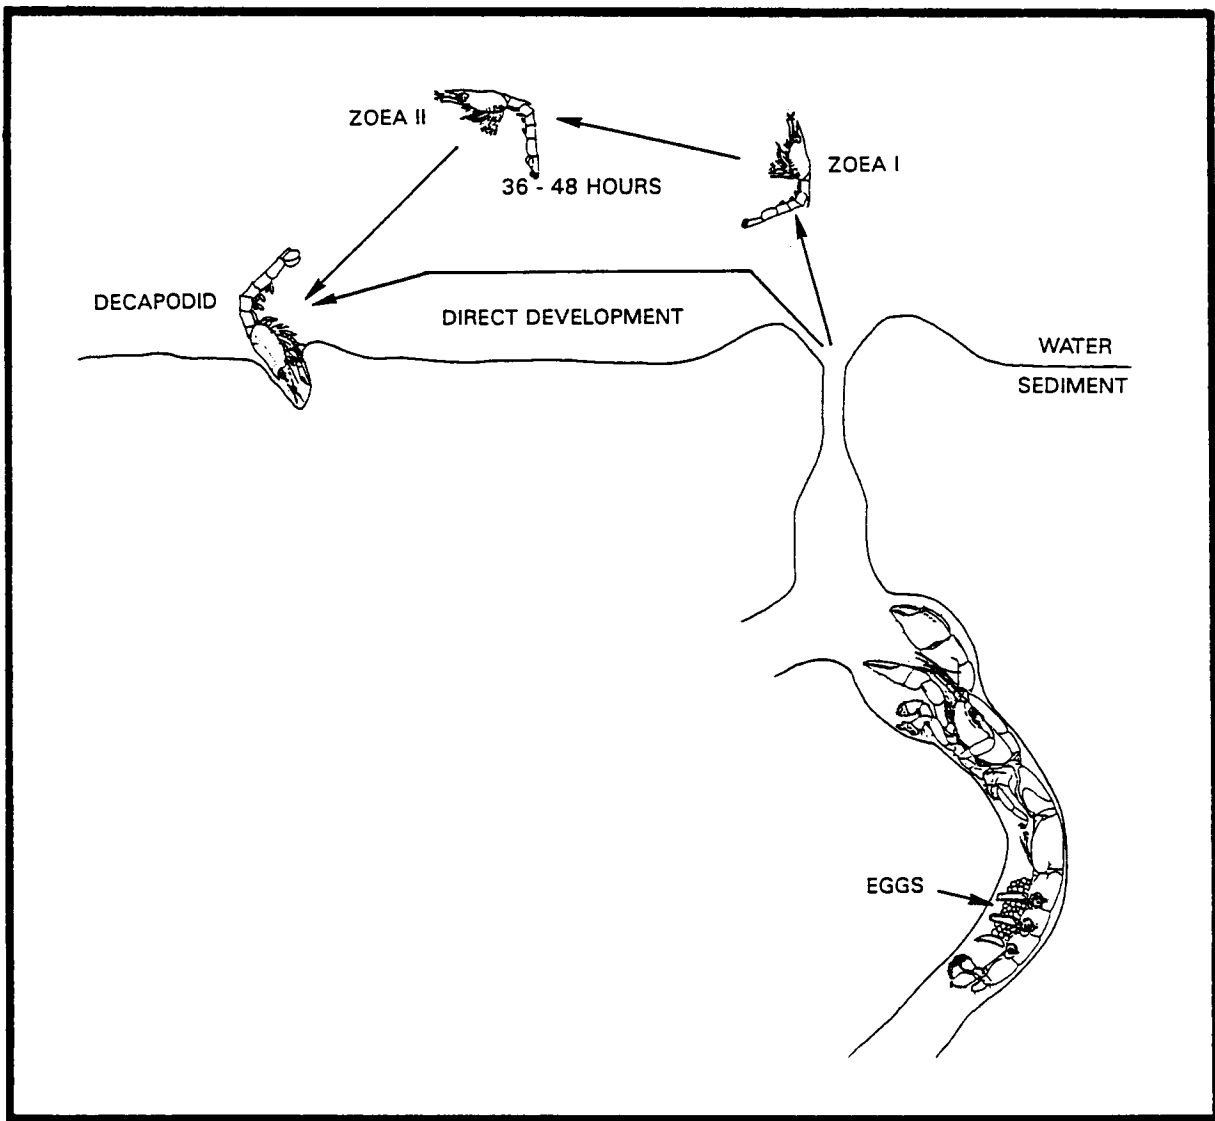 ZOEA II
36 - 48 HOURS
ZOEA I
DECAPODID
DIRECT DEVELOPMENT
WATER
SEDIMENT
EGGS